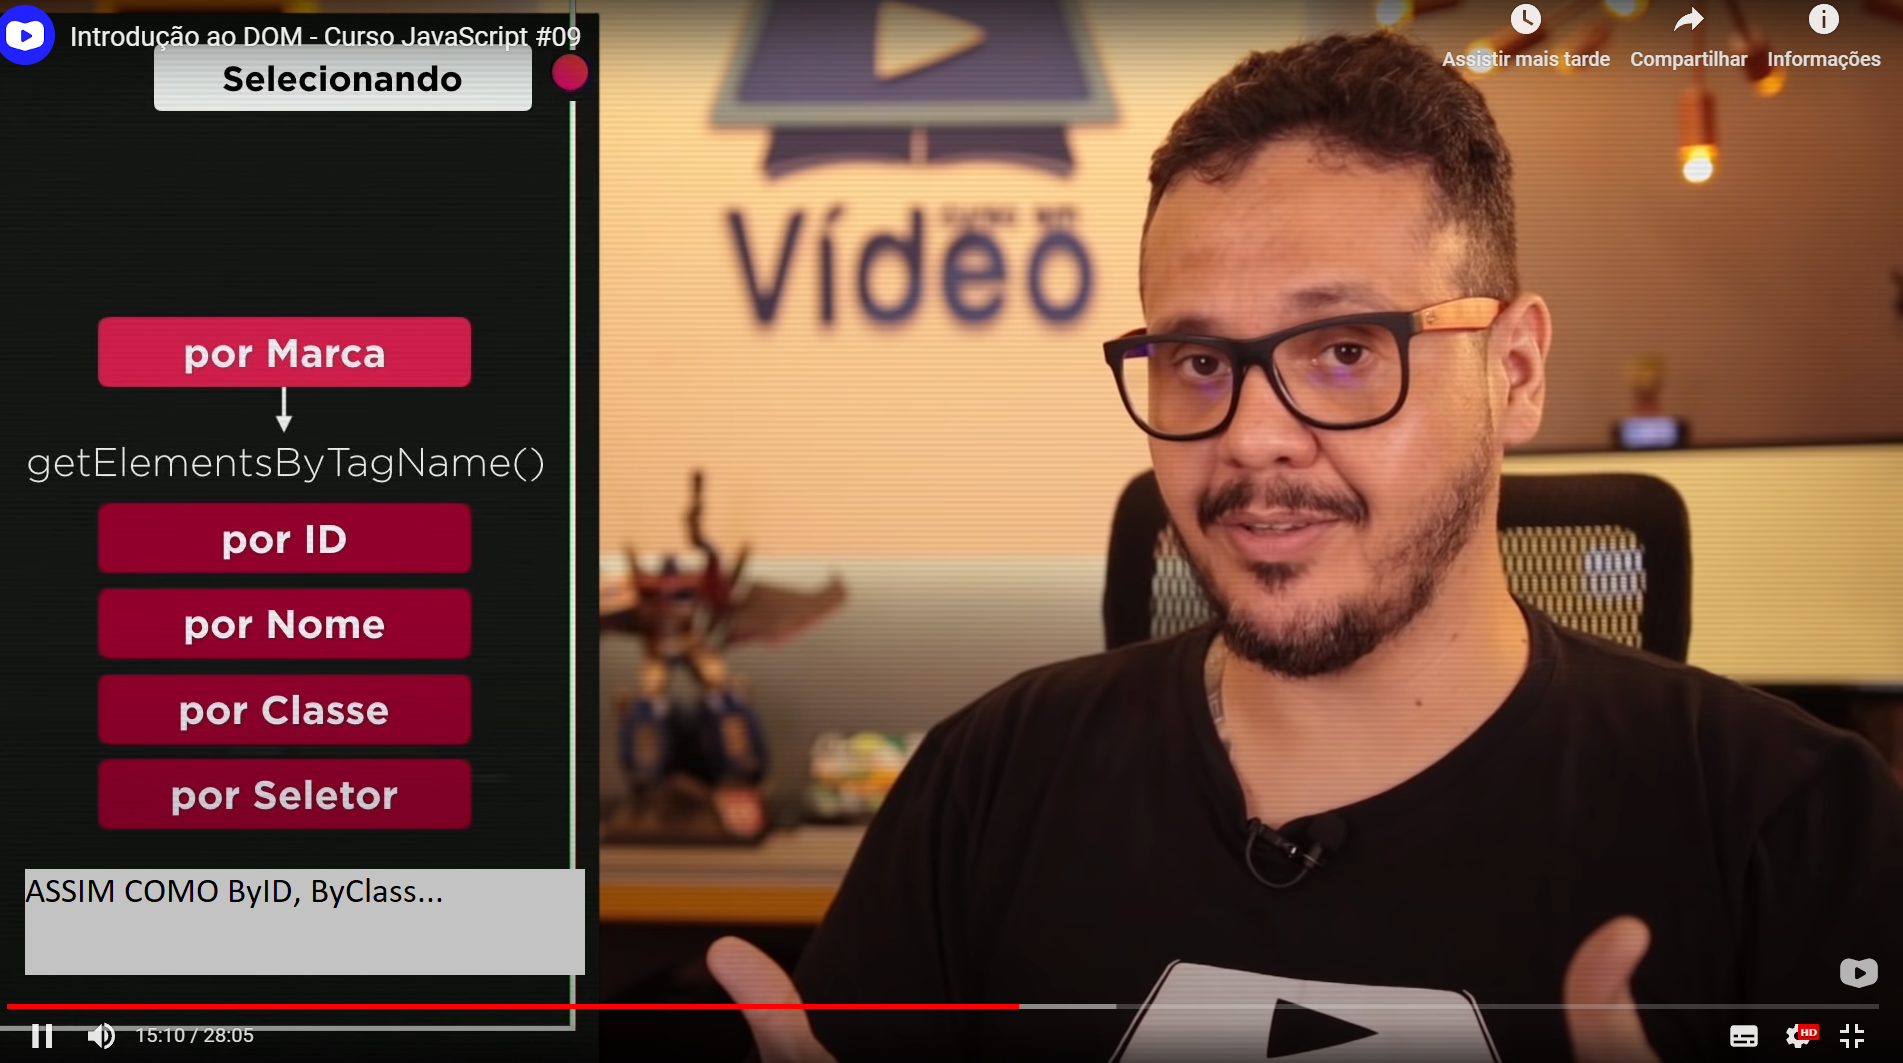 Introdução ao DOM - Curso JavaScript #09
Assistir mais tarde
Compartilhar
Informações
Selecionando
Vídeo
por Marca
getElementsByTagName()
por ID
por Nome
por Classe
por Seletor
ASSIM COMO ByID, ByClass...
15:10 / 28:05
HD